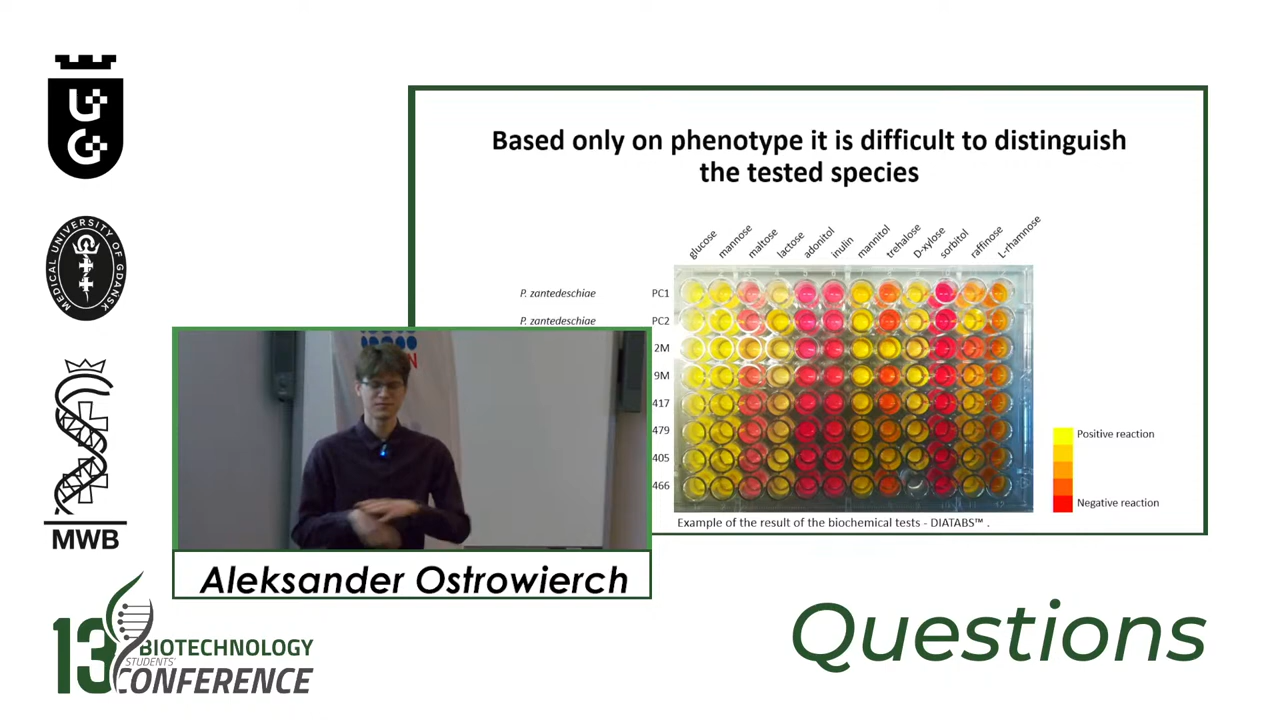 UG
MEDICAL UNIVERSITY OF GDAŃSK
MWB
13 BIOTECHNOLOGY
STUDENTS'
CONFERENCE
Based only on phenotype it is difficult to distinguish
the tested species
glucose mannose maltose lactose adonitol inulin mannitol trehalose D-xylose sorbitol raffinose L-rhamnose
P. zantedeschiae PC1
P. zantedeschiae PC2
2M
9M
417
479
405
466
Positive reaction
Negative reaction
Example of the result of the biochemical tests - DIATABS™ .
Aleksander Ostrowierch
Questions